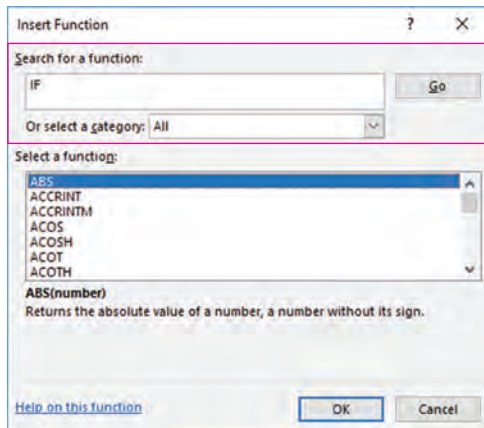 Insert Function ? ×
Search for a function:
IF
Go
Or select a category: All
Select a function:
ABS
ACCRINT
ACCRINTM
ACOS
ACOSH
ACOT
ACOTH
ABS(number)
Returns the absolute value of a number, a number without its sign.
Help on this function
OK
Cancel